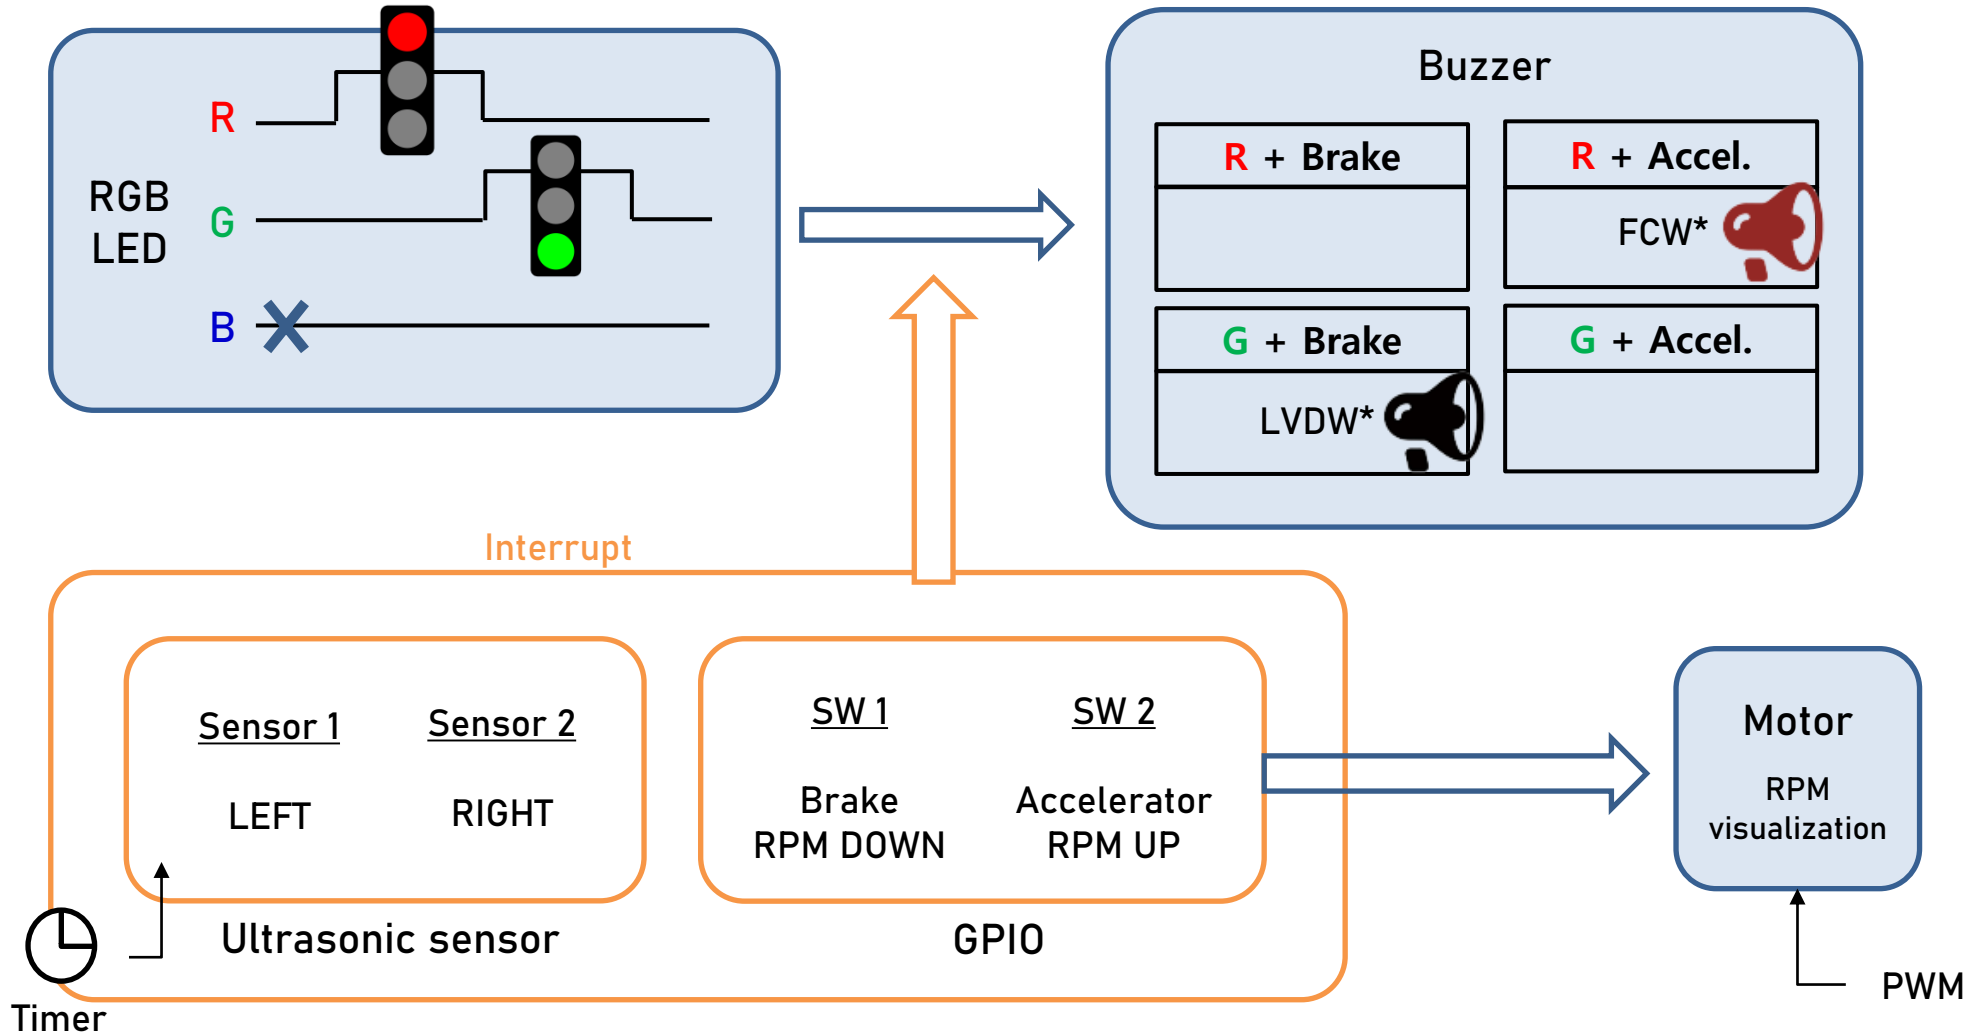 R
G
B
RGB
LED
Buzzer
R + Brake
R + Accel.
FCW*
G + Brake
G + Accel.
LVDW*
Interrupt
Sensor 1
LEFT
Sensor 2
RIGHT
Ultrasonic sensor
SW 1
Brake
RPM DOWN
SW 2
Accelerator
RPM UP
GPIO
Timer
Motor
RPM
visualization
PWM